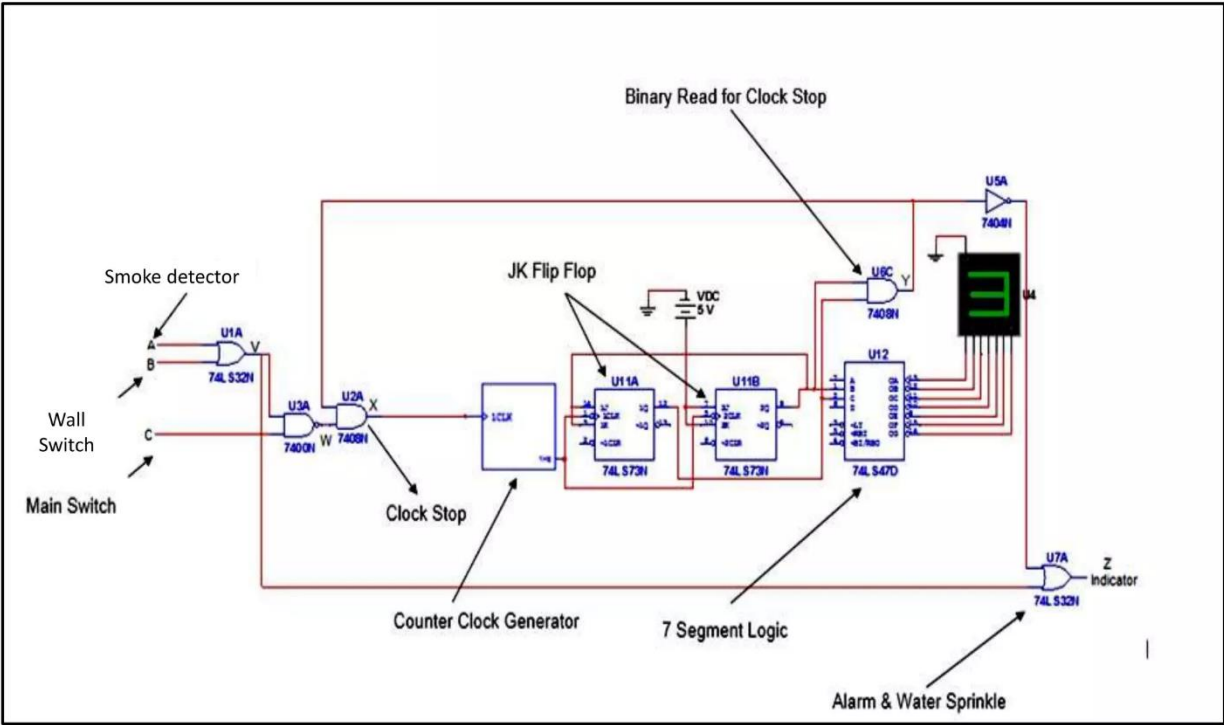 Binary Read for Clock Stop
U5A
7404N
Smoke detector
JK Flip Flop
U6C
Y
7408N
VDC
5 V
U4
A
B
U1A
V
74LS32N
U12
U11A
U11B
U2A
X
U3A
1CLK
Wall
Switch
C
W
7400N
7408N
74LS73N
74LS73N
74LS47D
Main Switch
Clock Stop
U7A
Z
Indicator
74LS32N
Counter Clock Generator
7 Segment Logic
Alarm & Water Sprinkle